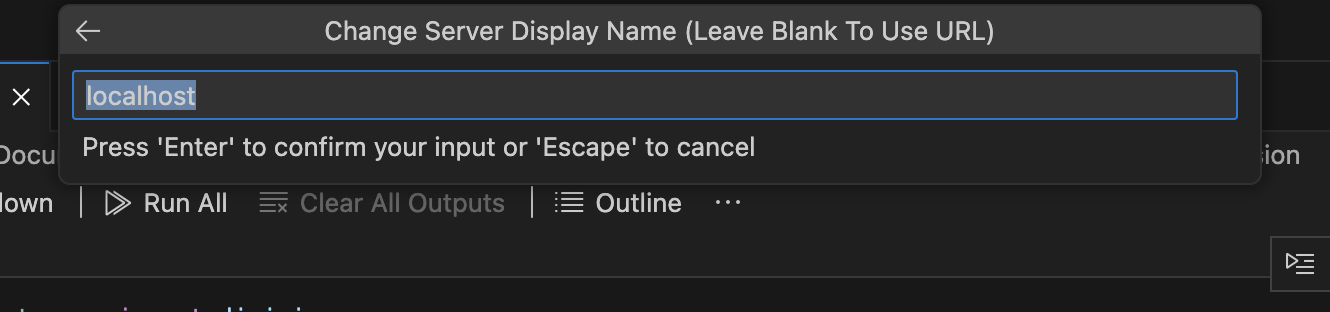 Change Server Display Name (Leave Blank To Use URL)
localhost
Press 'Enter' to confirm your input or 'Escape' to cancel
Run All
Clear All Outputs
Outline